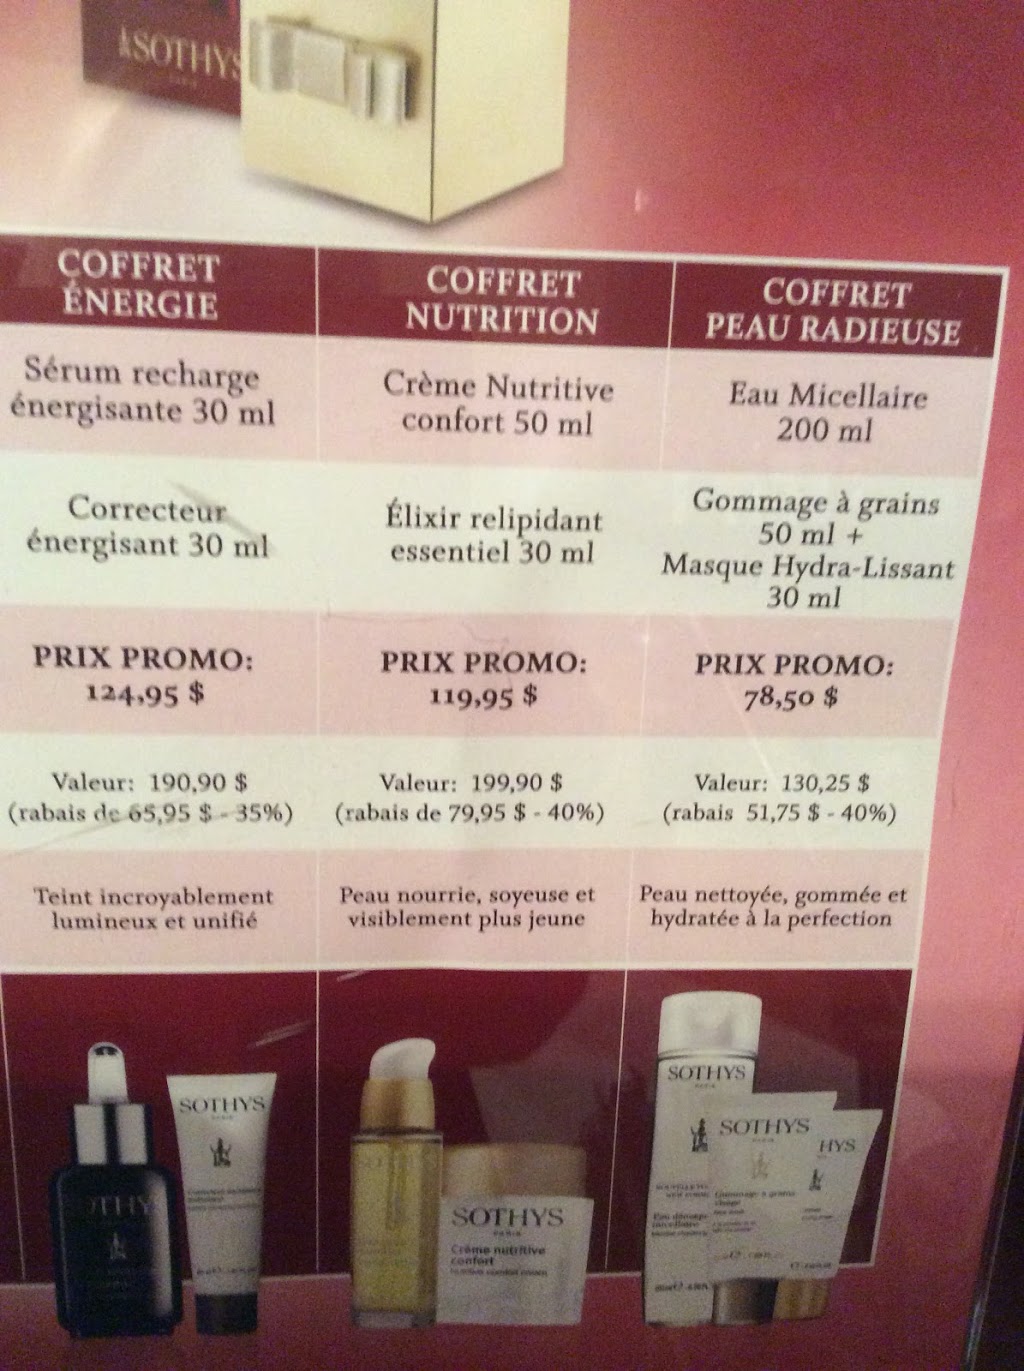 SOTHYS
COFFRET
ÉNERGIE
COFFRET
NUTRITION
COFFRET
PEAU RADIEUSE
Sérum recharge
énergisante 30 ml
Crème Nutritive
confort 50 ml
Eau Micellaire
200 ml
Correcteur
énergisant 30 ml
Élixir relipidant
essentiel 30 ml
Gommage à grains
50 ml +
Masque Hydra-Lissant
30 ml
PRIX PROMO:
124,95 $
PRIX PROMO:
119,95 $
PRIX PROMO:
78,50 $
Valeur: 190,90 $
(rabais de 65,95 $ - 35%)
Valeur: 199,90 $
(rabais de 79,95 $ - 40%)
Valeur: 130,25 $
(rabais 51,75 $ - 40%)
Teint incroyablement
lumineux et unifié
Peau nourrie, soyeuse et
visiblement plus jeune
Peau nettoyée, gommée et
hydratée à la perfection
OTHY
SOTHYS
PARIS
SOTHYS
PARIS
Crème nutritive
confort
SOTHYS
PARIS
SOTHYS
HYS